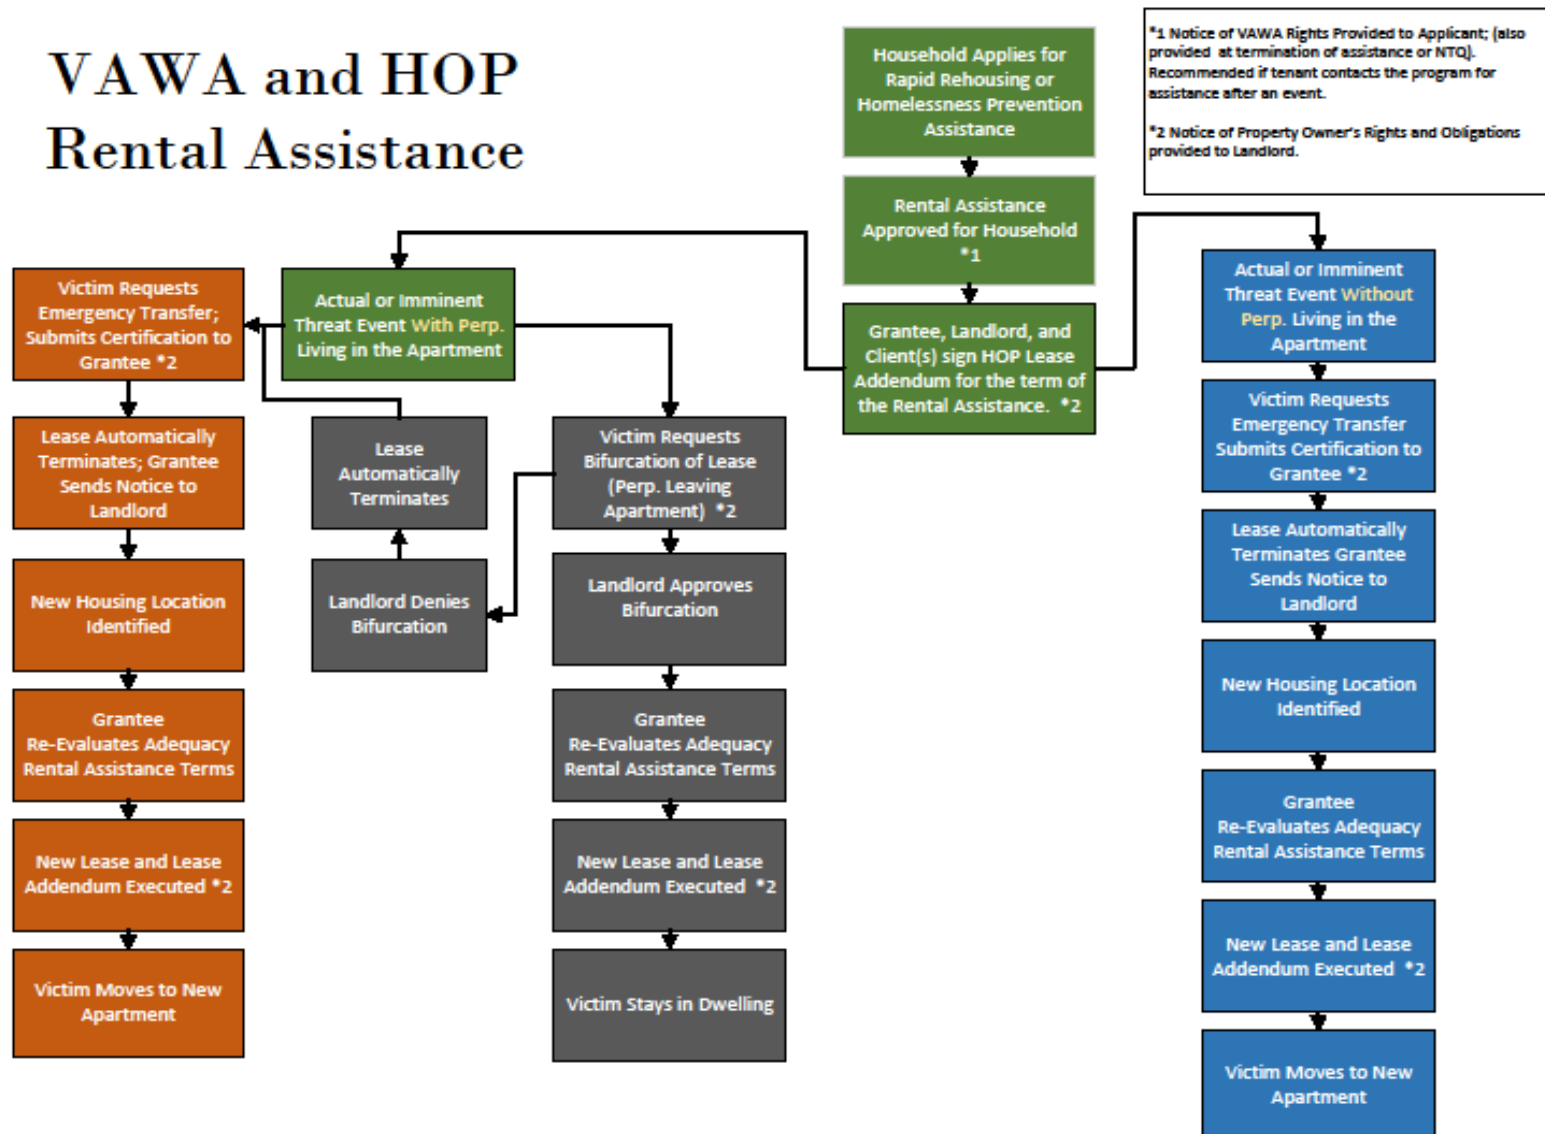 VAWA and HOP
Rental Assistance
Household Applies for
Rapid Rehousing or
Homelessness Prevention
Assistance
*1 Notice of VAWA Rights Provided to Applicant; (also
provided at termination of assistance or NTQ).
Recommended if tenant contacts the program for
assistance after an event.
*2 Notice of Property Owner's Rights and Obligations
provided to Landlord.
Rental Assistance
Approved for Household
*1
Grantee, Landlord, and
Client(s) sign HOP Lease
Addendum for the term of
the Rental Assistance. *2
Actual or Imminent
Threat Event With Perp.
Living in the Apartment
Victim Requests
Emergency Transfer;
Submits Certification to
Grantee *2
Lease Automatically
Terminates; Grantee
Sends Notice to
Landlord
New Housing Location
Identified
Grantee
Re-Evaluates Adequacy
Rental Assistance Terms
New Lease and Lease
Addendum Executed *2
Victim Moves to New
Apartment
Lease
Automatically
Terminates
Landlord Denies
Bifurcation
Victim Requests
Bifurcation of Lease
(Perp. Leaving
Apartment) *2
Landlord Approves
Bifurcation
Grantee
Re-Evaluates Adequacy
Rental Assistance Terms
New Lease and Lease
Addendum Executed *2
Victim Stays in Dwelling
Actual or Imminent
Threat Event Without
Perp. Living in the
Apartment
Victim Requests
Emergency Transfer
Submits Certification to
Grantee *2
Lease Automatically
Terminates Grantee
Sends Notice to
Landlord
New Housing Location
Identified
Grantee
Re-Evaluates Adequacy
Rental Assistance Terms
New Lease and Lease
Addendum Executed *2
Victim Moves to New
Apartment